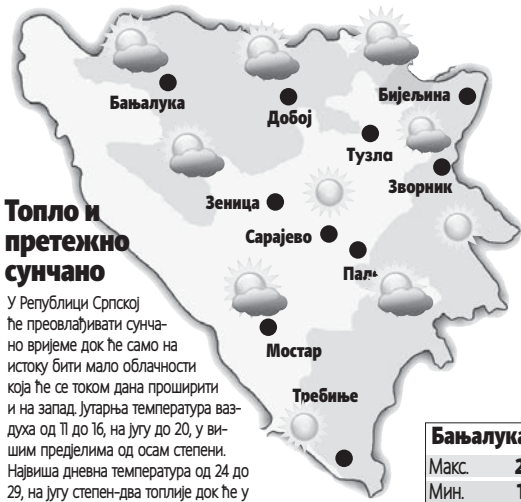 Бањалука
Добој
Бијељина
Тузла
Зворник
Зеница
Сарајево
Мостар
Требиње
Топло и
претежно
сунчано
У Републици Српској
ће преовлађивати сунча-
но вријеме док ће само на
истоку бити мало облачности
која ће се током дана проширити
и на запад. Јутарња температура ваз-
духа од 11 до 16, на југу до 20, у ви-
шим предјелима од осам степени.
Највиша дневна температура од 24 до
29, на југу степен-два топлије док ће у
Бањалука
Макс.
Мин.